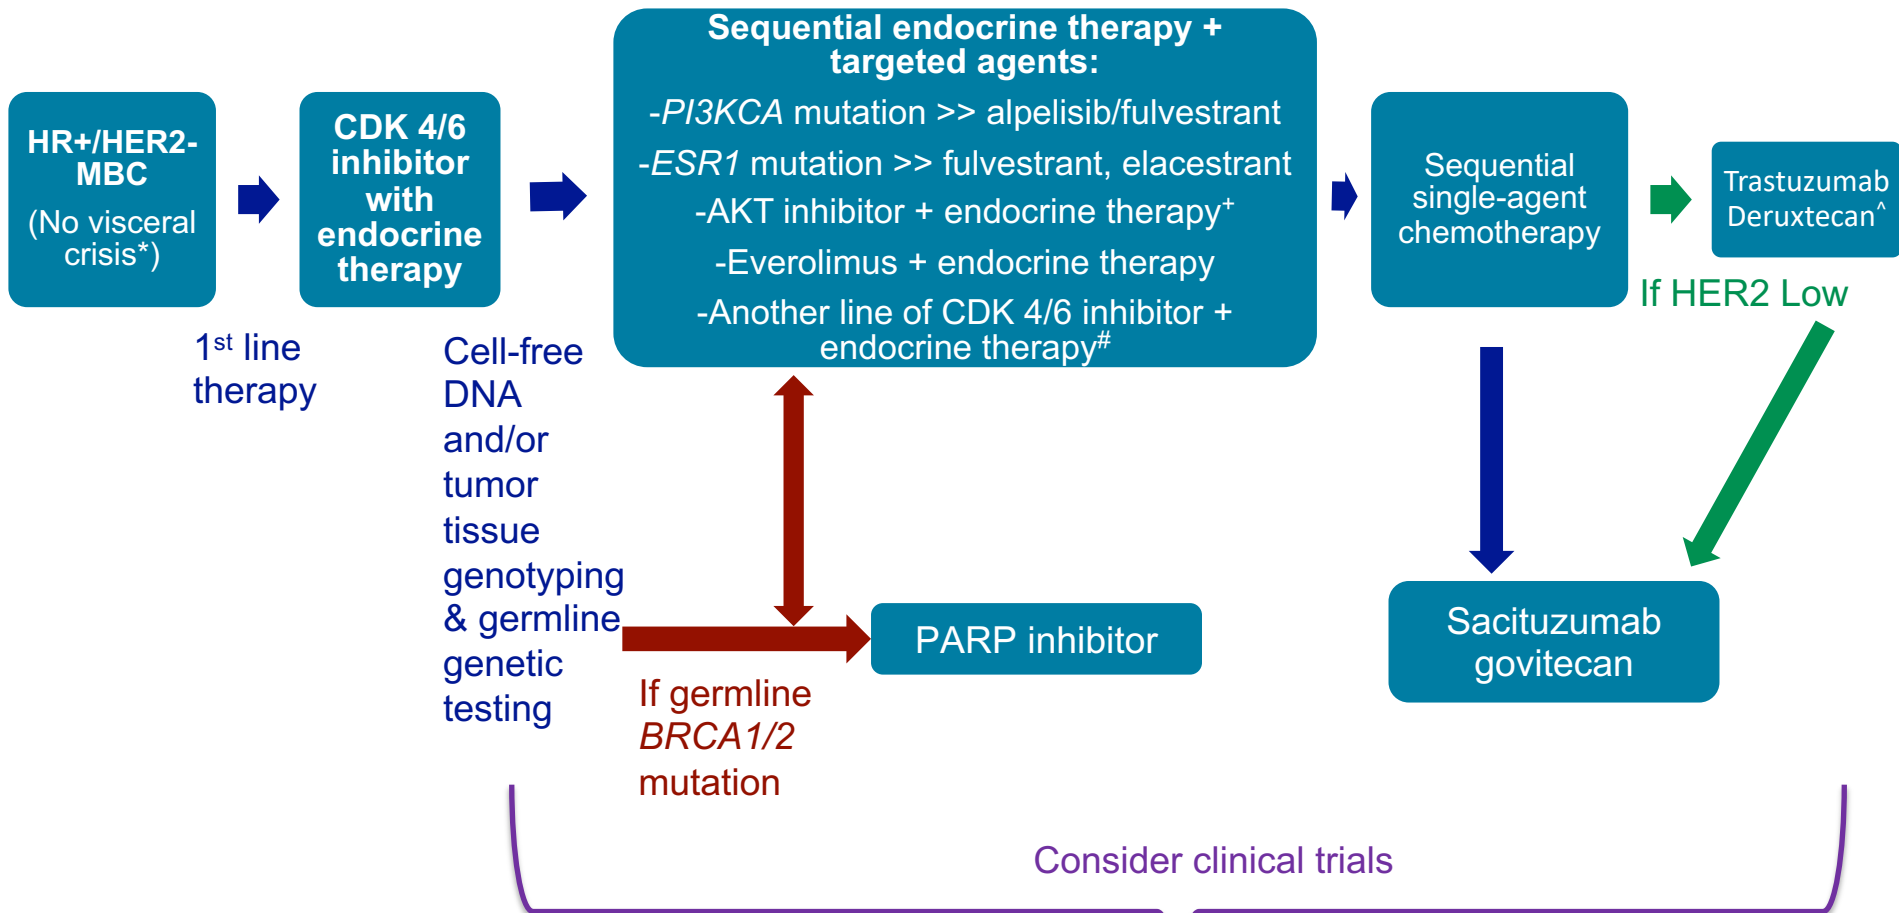 HR+/HER2-
MBC
(No visceral
crisis*)
1st line
therapy
CDK 4/6
inhibitor
with
endocrine
therapy
Cell-free
DNA
and/or
tumor
tissue
genotyping
& germline
genetic
testing
Sequential endocrine therapy +
targeted agents:
-PI3KCA mutation >> alpelisib/fulvestrant
-ESR1 mutation >> fulvestrant, elacestrant
-AKT inhibitor + endocrine therapy+
-Everolimus + endocrine therapy
-Another line of CDK 4/6 inhibitor +
endocrine therapy#
If germline
BRCA1/2
mutation
PARP inhibitor
Sequential
single-agent
chemotherapy
Trastuzumab
Deruxtecan^
If HER2 Low
Sacituzumab
govitecan
Consider clinical trials